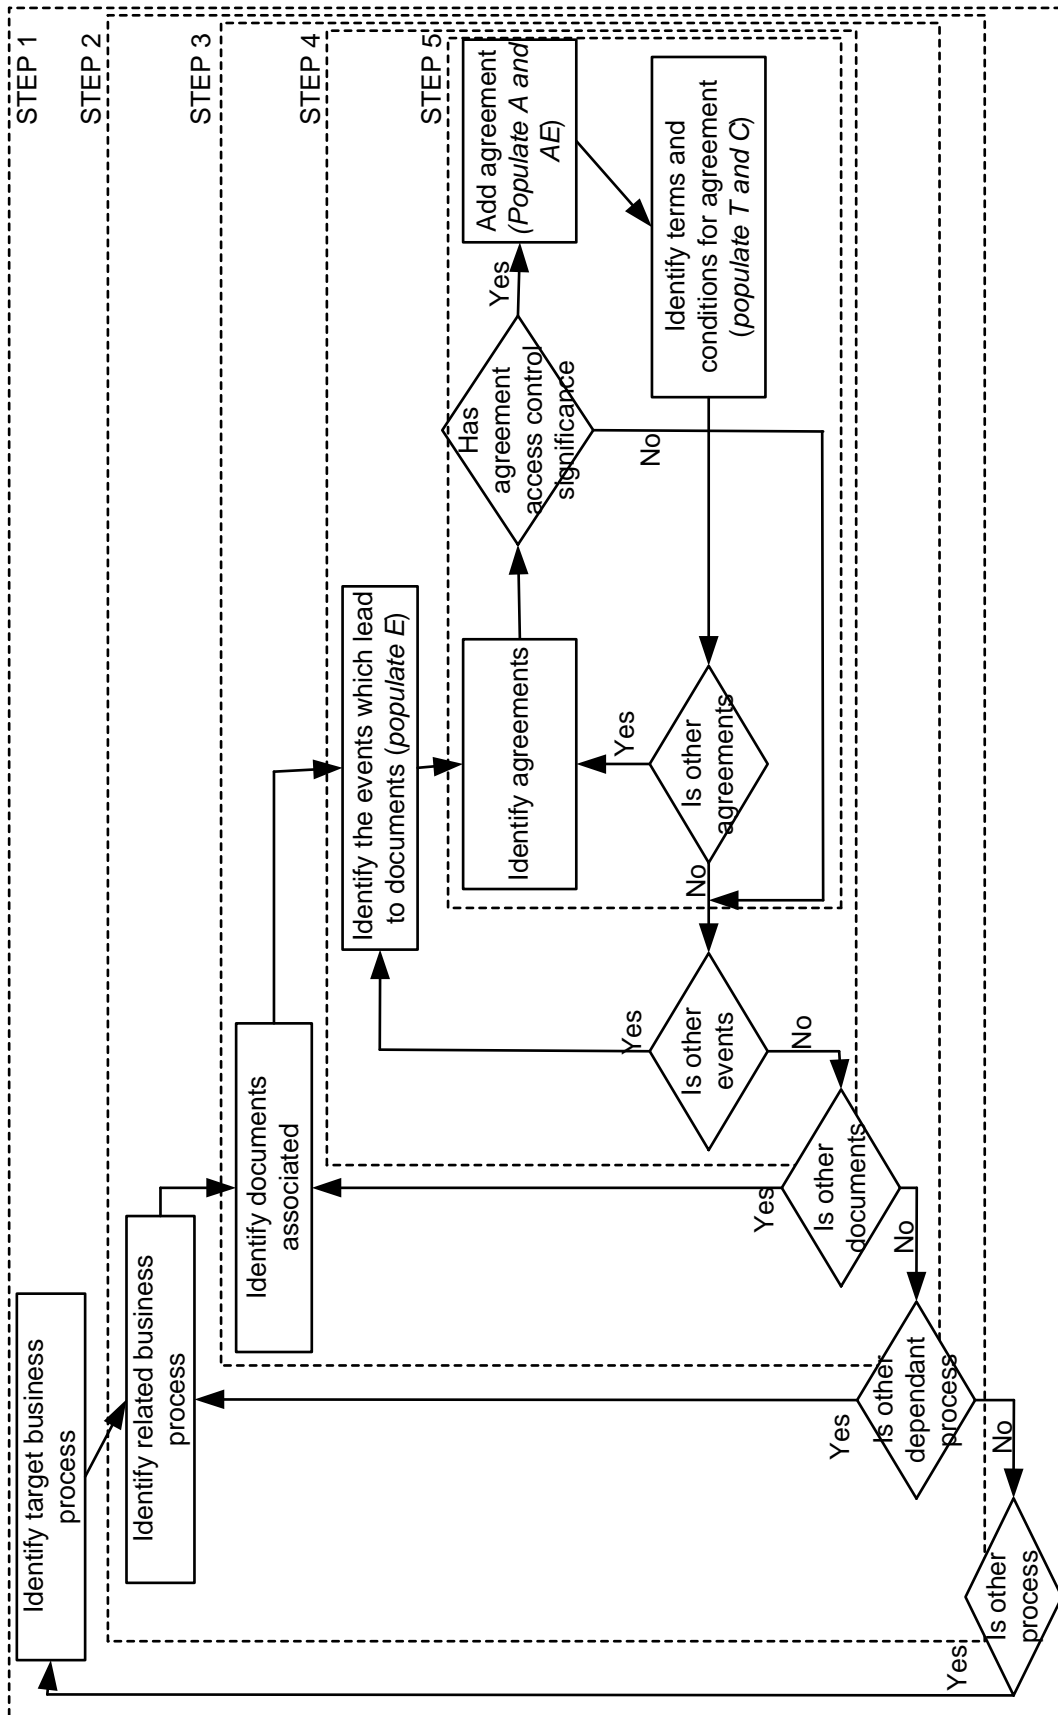 STEP 1
Identify target business
process
STEP 2
Identify related business
process
STEP 3
Identify documents
associated
STEP 4
Identify the events which lead
to documents (populate E)
STEP 5
Identify agreements
Has
agreement
access control
significance
Yes
Add agreement
(Populate A and
AE)
No
Identify terms and
conditions for agreement
(populate T and C)
Is other
agreements
Yes
No
Is other
events
Yes
No
Is other
documents
Yes
No
Is other
dependant
process
Yes
No
Is other
process
Yes